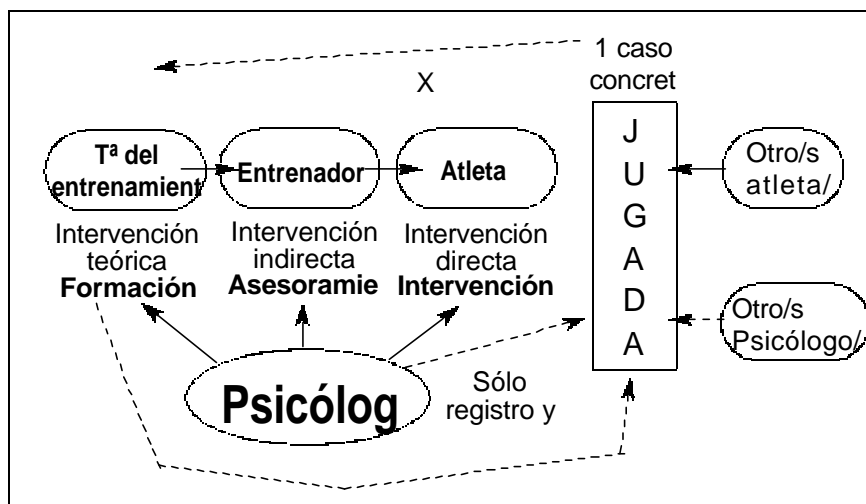 1 caso
concret
X
Tª del
entrenamient
Entrenador
Atleta
J
U
G
A
D
A
Otro/s
atleta/
Intervención
teórica
Formación
Intervención
indirecta
Asesoramie
Intervención
directa
Intervención
Otro/s
Psicólogo/
Psicólog
Sólo
registro y